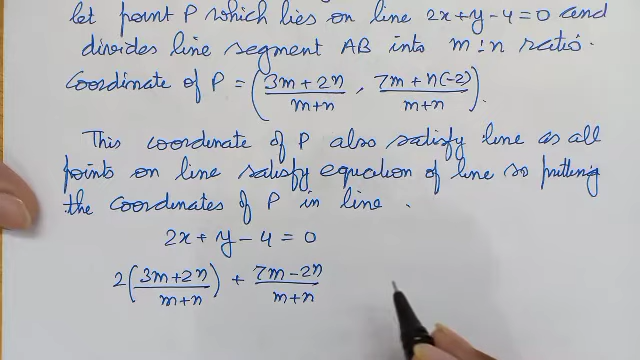 let point P which lies on line 2x+y-4=0 and
divides line segment AB into m:n ratio.
Coordinate of P = ( (3m+2n)/(m+n) , (7m+n(-2))/(m+n) ).
This coordinate of P also satisfy line as all
points on line satisfy equation of line so putting
the coordinates of P in line .
2x+y-4=0
2( (3m+2n)/(m+n) ) + (7m-2n)/(m+n)